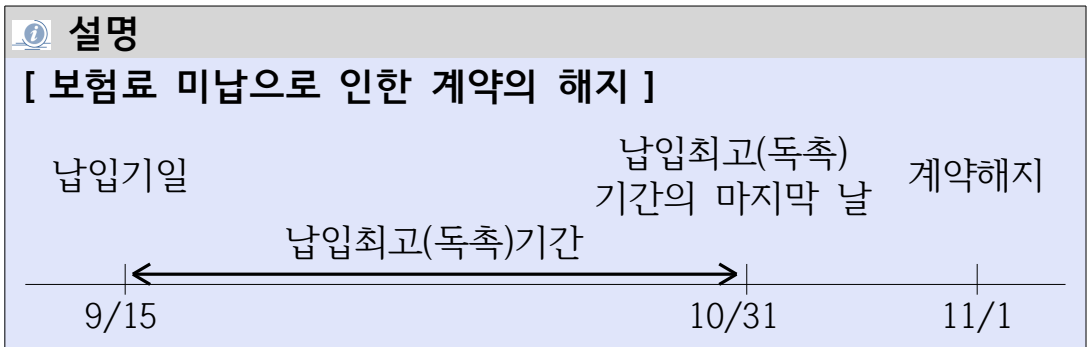 설명
[ 보험료 미납으로 인한 계약의 해지 ]
납입기일
납입최고(독촉)
기간의 마지막 날
계약해지
납입최고(독촉)기간
9/15
10/31
11/1